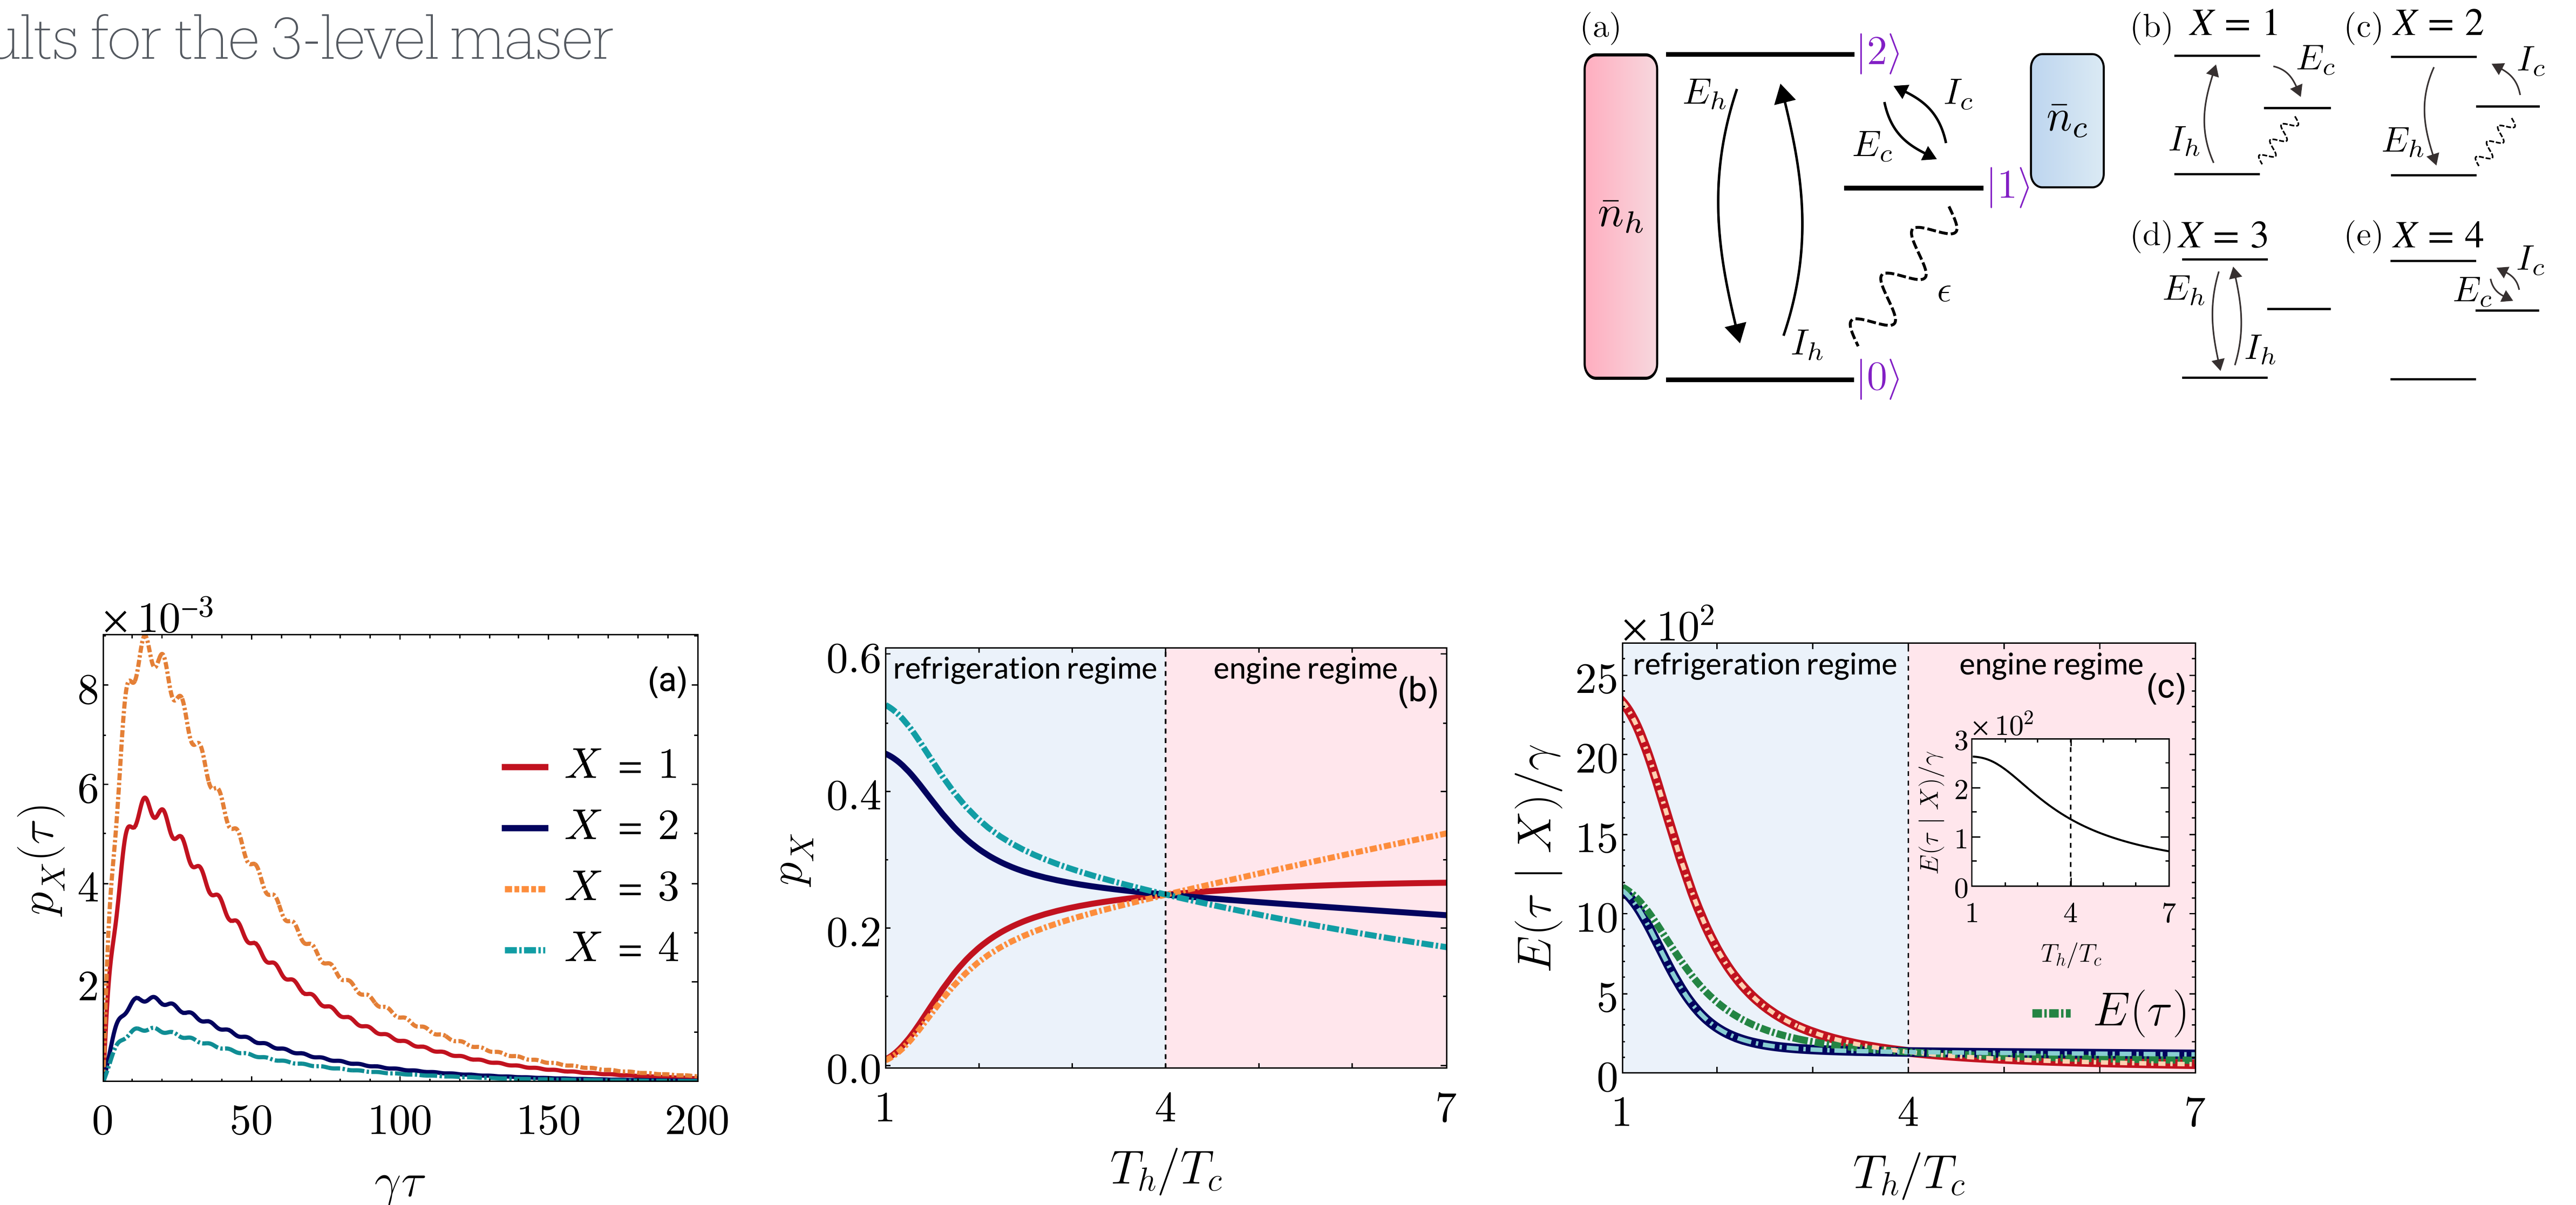 ults for the 3-level maser
(a)
|2⟩
E_h
I_c
E_c
n̄_h
n̄_c
|1⟩
ϵ
I_h
|0⟩
(b) X = 1
E_c
I_h
(c) X = 2
I_c
E_h
(d) X = 3
E_h
I_h
(e) X = 4
I_c
E_c
× 10⁻³
(a)
8
6
4
2
p_X(τ)
X = 1
X = 2
X = 3
X = 4
0 50 100 150 200
γτ
refrigeration regime engine regime
(b)
0.6
0.4
0.2
0.0
p_X
1 4 7
T_h/T_c
× 10²
refrigeration regime engine regime
(c)
25
20
15
10
5
0
E(τ | X)/γ
× 10²
3
2
1
0
E(τ | X)/γ
1 4 7
T_h/T_c
E(τ)
1 4 7
T_h/T_c